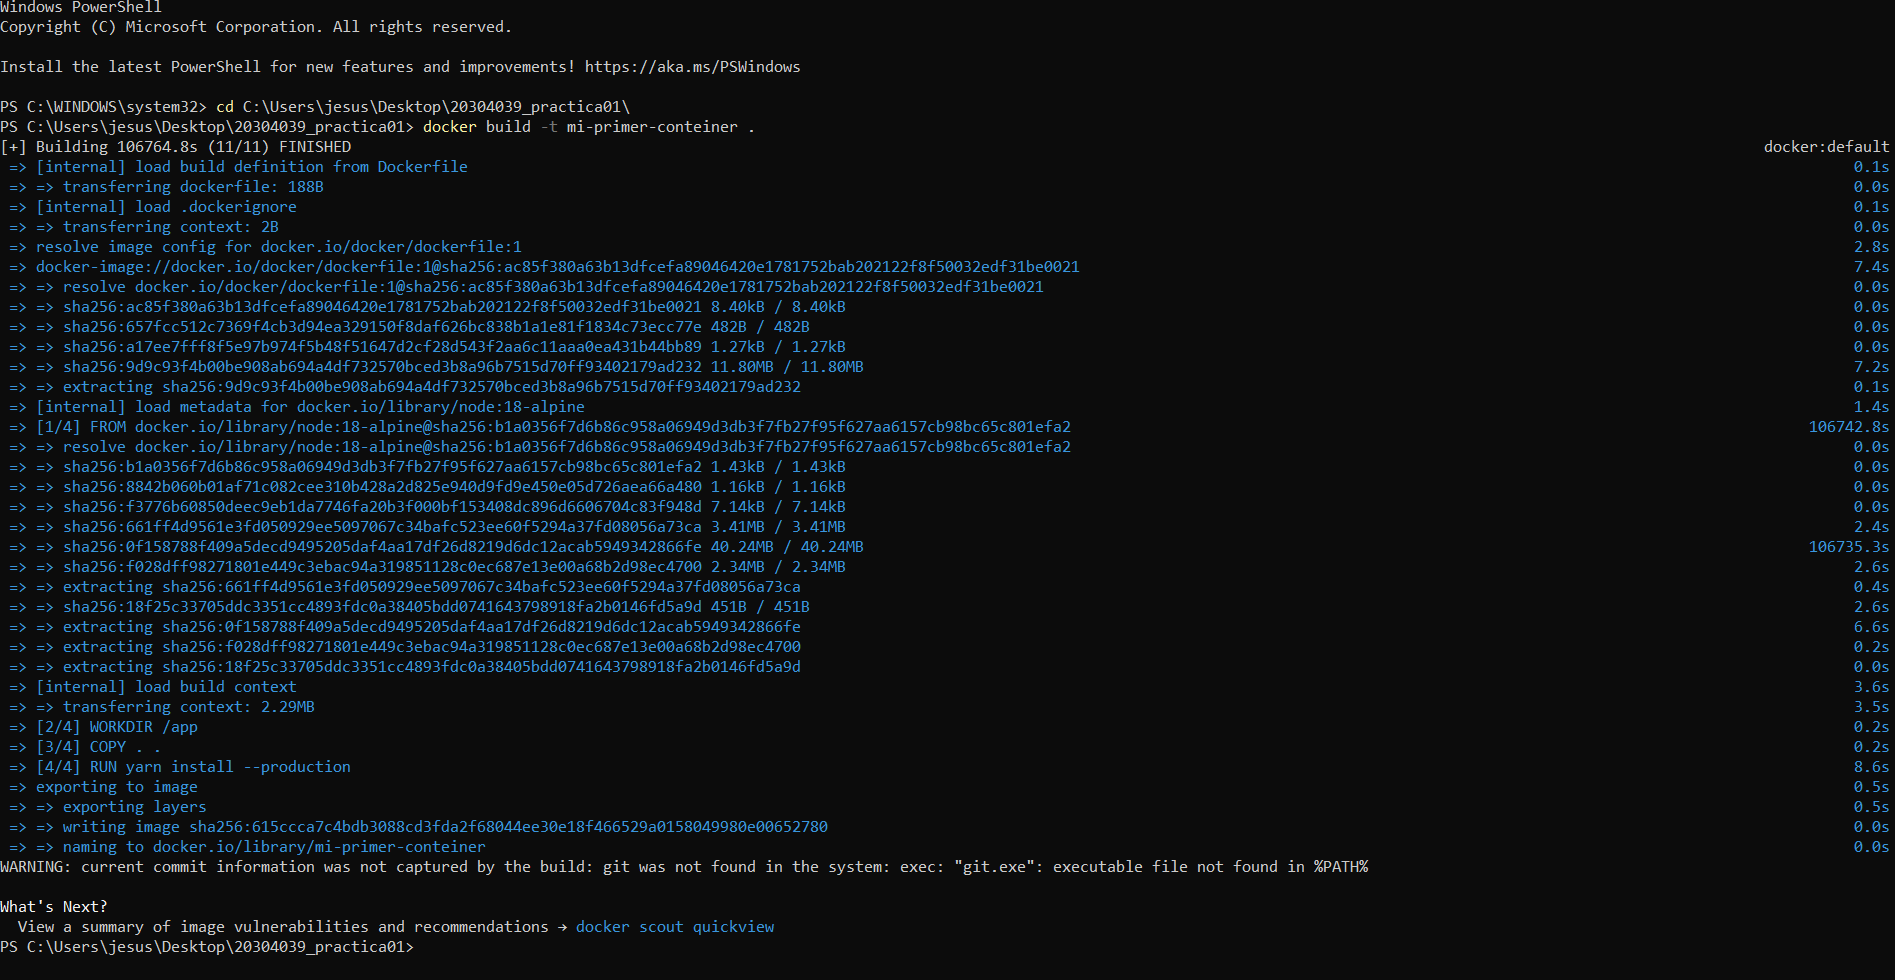 Windows PowerShell
Copyright (C) Microsoft Corporation. All rights reserved.
Install the latest PowerShell for new features and improvements! https://aka.ms/PSWindows
PS C:\WINDOWS\system32> cd C:\Users\jesus\Desktop\20304039_practica01\
PS C:\Users\jesus\Desktop\20304039_practica01> docker build -t mi-primer-conteiner .
[+] Building 106764.8s (11/11) FINISHED docker:default
=> [internal] load build definition from Dockerfile 0.1s
=> => transferring dockerfile: 188B 0.0s
=> [internal] load .dockerignore 0.1s
=> => transferring context: 2B 0.0s
=> resolve image config for docker.io/docker/dockerfile:1 2.8s
=> docker-image://docker.io/docker/dockerfile:1@sha256:ac85f380a63b13dfcefa89046420e1781752bab202122f8f50032edf31be0021 7.4s
=> => resolve docker.io/docker/dockerfile:1@sha256:ac85f380a63b13dfcefa89046420e1781752bab202122f8f50032edf31be0021 0.0s
=> => sha256:ac85f380a63b13dfcefa89046420e1781752bab202122f8f50032edf31be0021 8.40kB / 8.40kB 0.0s
=> => sha256:657fcc512c7369f4cb3d94ea329150f8daf626bc838b1a1e81f1834c73ecc77e 482B / 482B 0.0s
=> => sha256:a17ee7fff8f5e97b974f5b48f51647d2cf28d543f2aa6c11aaa0ea431b44bb89 1.27kB / 1.27kB 0.0s
=> => sha256:9d9c93f4b00be908ab694a4df732570bced3b8a96b7515d70ff93402179ad232 11.80MB / 11.80MB 7.2s
=> => extracting sha256:9d9c93f4b00be908ab694a4df732570bced3b8a96b7515d70ff93402179ad232 0.1s
=> [internal] load metadata for docker.io/library/node:18-alpine 1.4s
=> [1/4] FROM docker.io/library/node:18-alpine@sha256:b1a0356f7d6b86c958a06949d3db3f7fb27f95f627aa6157cb98bc65c801efa2 106742.8s
=> => resolve docker.io/library/node:18-alpine@sha256:b1a0356f7d6b86c958a06949d3db3f7fb27f95f627aa6157cb98bc65c801efa2 0.0s
=> => sha256:b1a0356f7d6b86c958a06949d3db3f7fb27f95f627aa6157cb98bc65c801efa2 1.43kB / 1.43kB 0.0s
=> => sha256:8842b060b01af71c082cee310b428a2d825e940d9fd9e450e05d726aea66a480 1.16kB / 1.16kB 0.0s
=> => sha256:f3776b60850deec9eb1da7746fa20b3f000bf153408dc896d6606704c83f948d 7.14kB / 7.14kB 0.0s
=> => sha256:661ff4d9561e3fd050929ee5097067c34bafc523ee60f5294a37fd08056a73ca 3.41MB / 3.41MB 2.4s
=> => sha256:0f158788f409a5decd9495205daf4aa17df26d8219d6dc12acab5949342866fe 40.24MB / 40.24MB 106735.3s
=> => sha256:f028dff98271801e449c3ebac94a319851128c0ec687e13e00a68b2d98ec4700 2.34MB / 2.34MB 2.6s
=> => extracting sha256:661ff4d9561e3fd050929ee5097067c34bafc523ee60f5294a37fd08056a73ca 0.4s
=> => sha256:18f25c33705ddc3351cc4893fdc0a38405bdd0741643798918fa2b0146fd5a9d 451B / 451B 2.6s
=> => extracting sha256:0f158788f409a5decd9495205daf4aa17df26d8219d6dc12acab5949342866fe 6.6s
=> => extracting sha256:f028dff98271801e449c3ebac94a319851128c0ec687e13e00a68b2d98ec4700 0.2s
=> => extracting sha256:18f25c33705ddc3351cc4893fdc0a38405bdd0741643798918fa2b0146fd5a9d 0.0s
=> [internal] load build context 3.6s
=> => transferring context: 2.29MB 3.5s
=> [2/4] WORKDIR /app 0.2s
=> [3/4] COPY . . 0.2s
=> [4/4] RUN yarn install --production 8.6s
=> exporting to image 0.5s
=> => exporting layers 0.5s
=> => writing image sha256:615ccca7c4bdb3088cd3fda2f68044ee30e18f466529a0158049980e00652780 0.0s
=> => naming to docker.io/library/mi-primer-conteiner 0.0s
WARNING: current commit information was not captured by the build: git was not found in the system: exec: "git.exe": executable file not found in %PATH%
What's Next?
View a summary of image vulnerabilities and recommendations → docker scout quickview
PS C:\Users\jesus\Desktop\20304039_practica01>